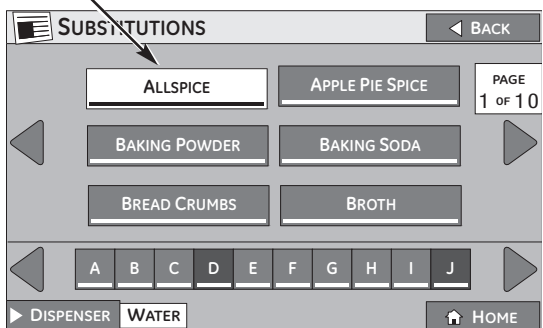 SUBSTITUTIONS
BACK
ALLSPICE
APPLE PIE SPICE
PAGE
1 OF 10
BAKING POWDER
BAKING SODA
BREAD CRUMBS
BROTH
A B C D E F G H I J
DISPENSER WATER
HOME